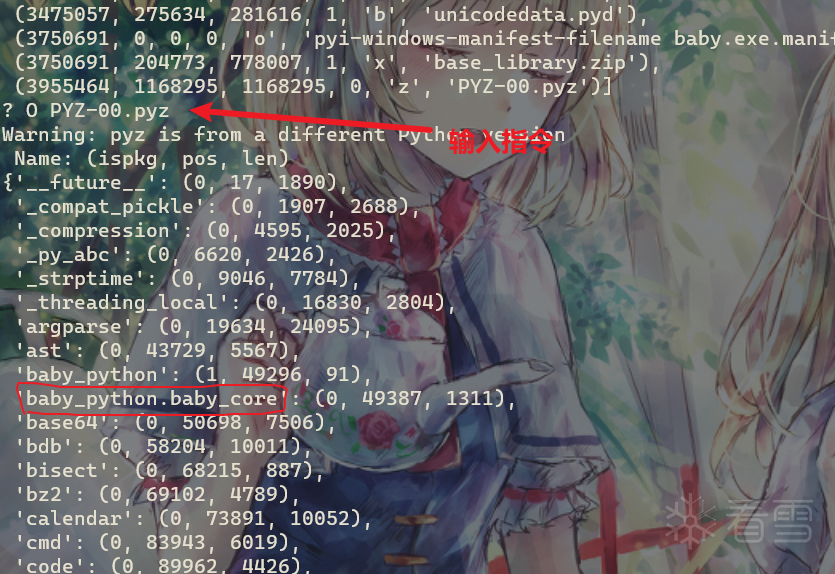 (3475057, 275634, 281616, 1, 'b', 'unicodedata.pyd'),
(3750691, 0, 0, 0, 'o', 'pyi-windows-manifest-filename baby.exe.manif
(3750691, 204773, 778007, 1, 'x', 'base_library.zip'),
(3955464, 1168295, 1168295, 0, 'z', 'PYZ-00.pyz')]
? O PYZ-00.pyz
Warning: pyz is from a different Python version
输入指令
Name: (ispkg, pos, len)
{'__future__': (0, 17, 1890),
'_compat_pickle': (0, 1907, 2688),
'_compression': (0, 4595, 2025),
'_py_abc': (0, 6620, 2426),
'_strptime': (0, 9046, 7784),
'_threading_local': (0, 16830, 2804),
'argparse': (0, 19634, 24095),
'ast': (0, 43729, 5567),
'baby_python': (1, 49296, 91),
'baby_python.baby_core': (0, 49387, 1311),
'base64': (0, 50698, 7506),
'bdb': (0, 58204, 10011),
'bisect': (0, 68215, 887),
'bz2': (0, 69102, 4789),
'calendar': (0, 73891, 10052),
'cmd': (0, 83943, 6019),
'code': (0, 89962, 4426),
看雪